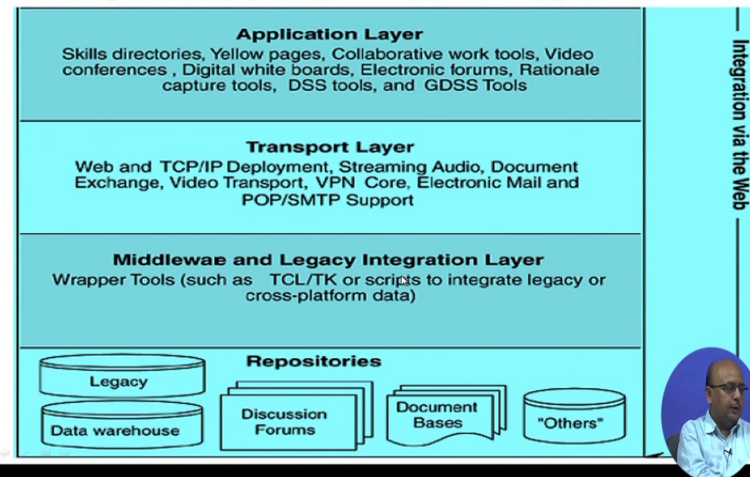 Application Layer
Skills directories, Yellow pages, Collaborative work tools, Video
conferences , Digital white boards, Electronic forums, Rationale
capture tools, DSS tools, and GDSS Tools
Transport Layer
Web and TCP/IP Deployment, Streaming Audio, Document
Exchange, Video Transport, VPN Core, Electronic Mail and
POP/SMTP Support
Middlewae and Legacy Integration Layer
Wrapper Tools (such as TCL/TK or scripts to integrate legacy or
cross-platform data)
Repositories
Legacy
Data warehouse
Discussion
Forums
Document
Bases
"Others"
Integration via the Web